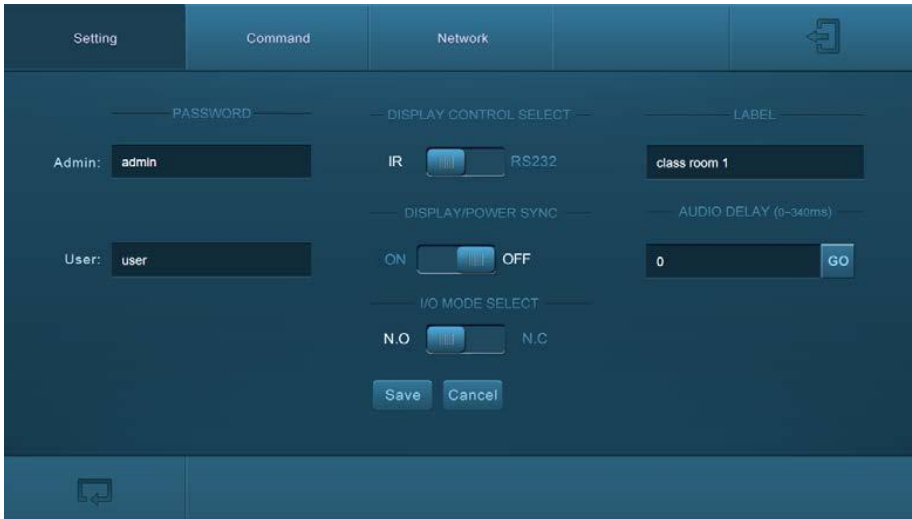 Setting
Command
Network
PASSWORD
Admin: admin
User: user
DISPLAY CONTROL SELECT
IR RS232
DISPLAY/POWER SYNC
ON OFF
I/O MODE SELECT
N.O N.C
Save Cancel
LABEL
class room 1
AUDIO DELAY (0~340ms)
0 GO